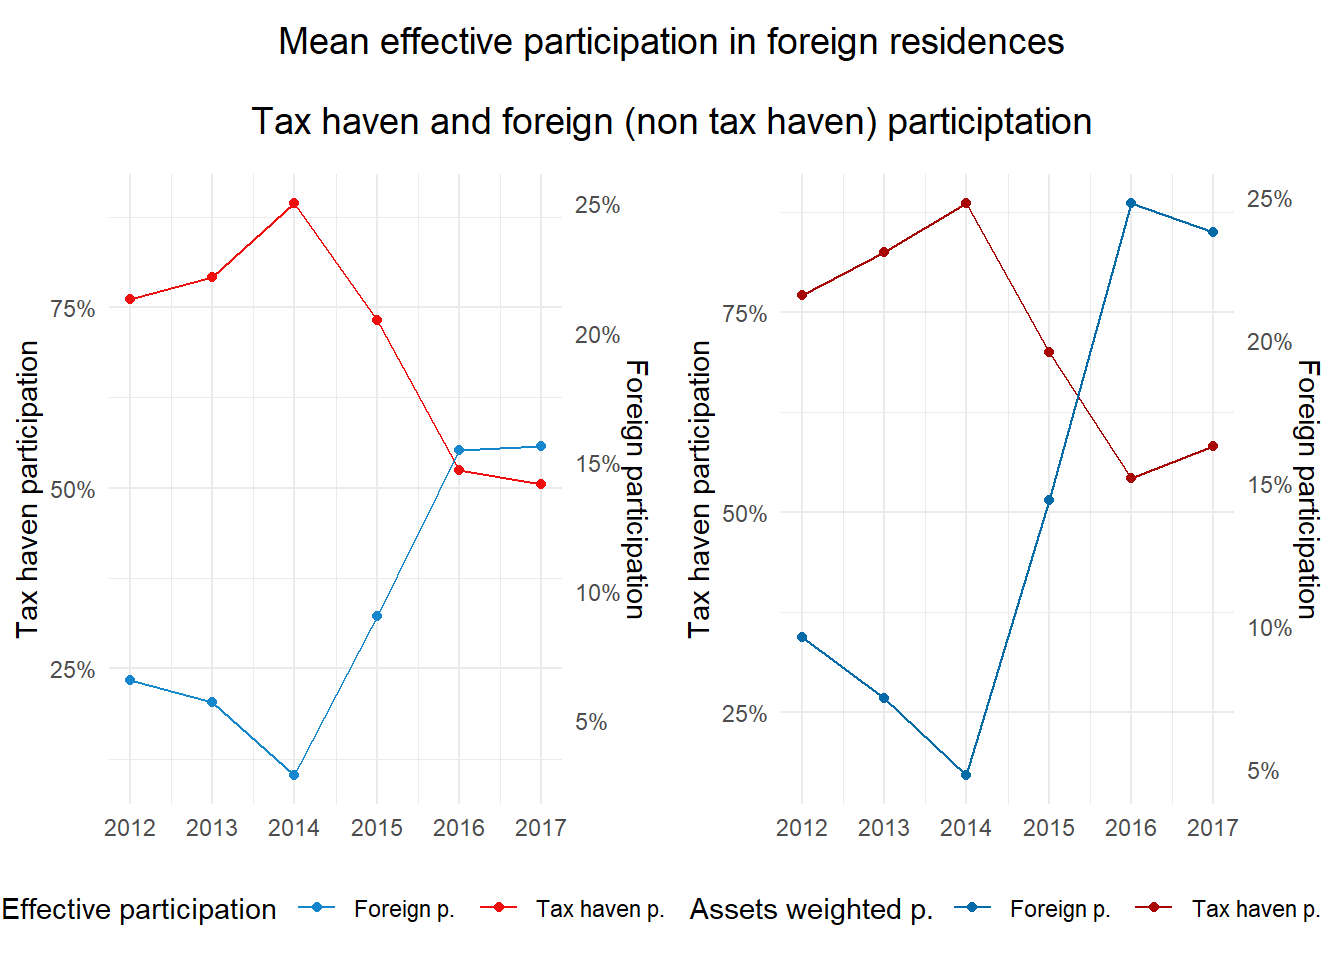 Mean effective participation in foreign residences
Tax haven and foreign (non tax haven) participtation
Tax haven participation
75%
50%
25%
25%
20%
15%
10%
5%
Foreign participation
2012 2013 2014 2015 2016 2017
Effective participation Foreign p. Tax haven p.
Tax haven participation
75%
50%
25%
25%
20%
15%
10%
5%
Foreign participation
2012 2013 2014 2015 2016 2017
Assets weighted p. Foreign p. Tax haven p.